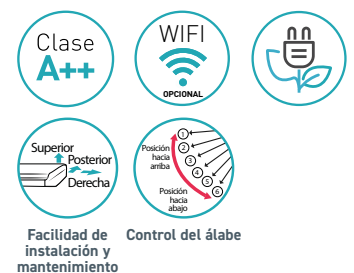 Clase
A++
WIFI
OPCIONAL
Superior
Posterior
Derecha
Posición
hacia
arriba
1
2
3
4
5
6
Posición
hacia
abajo
Facilidad de
instalación y
mantenimiento
Control del álabe